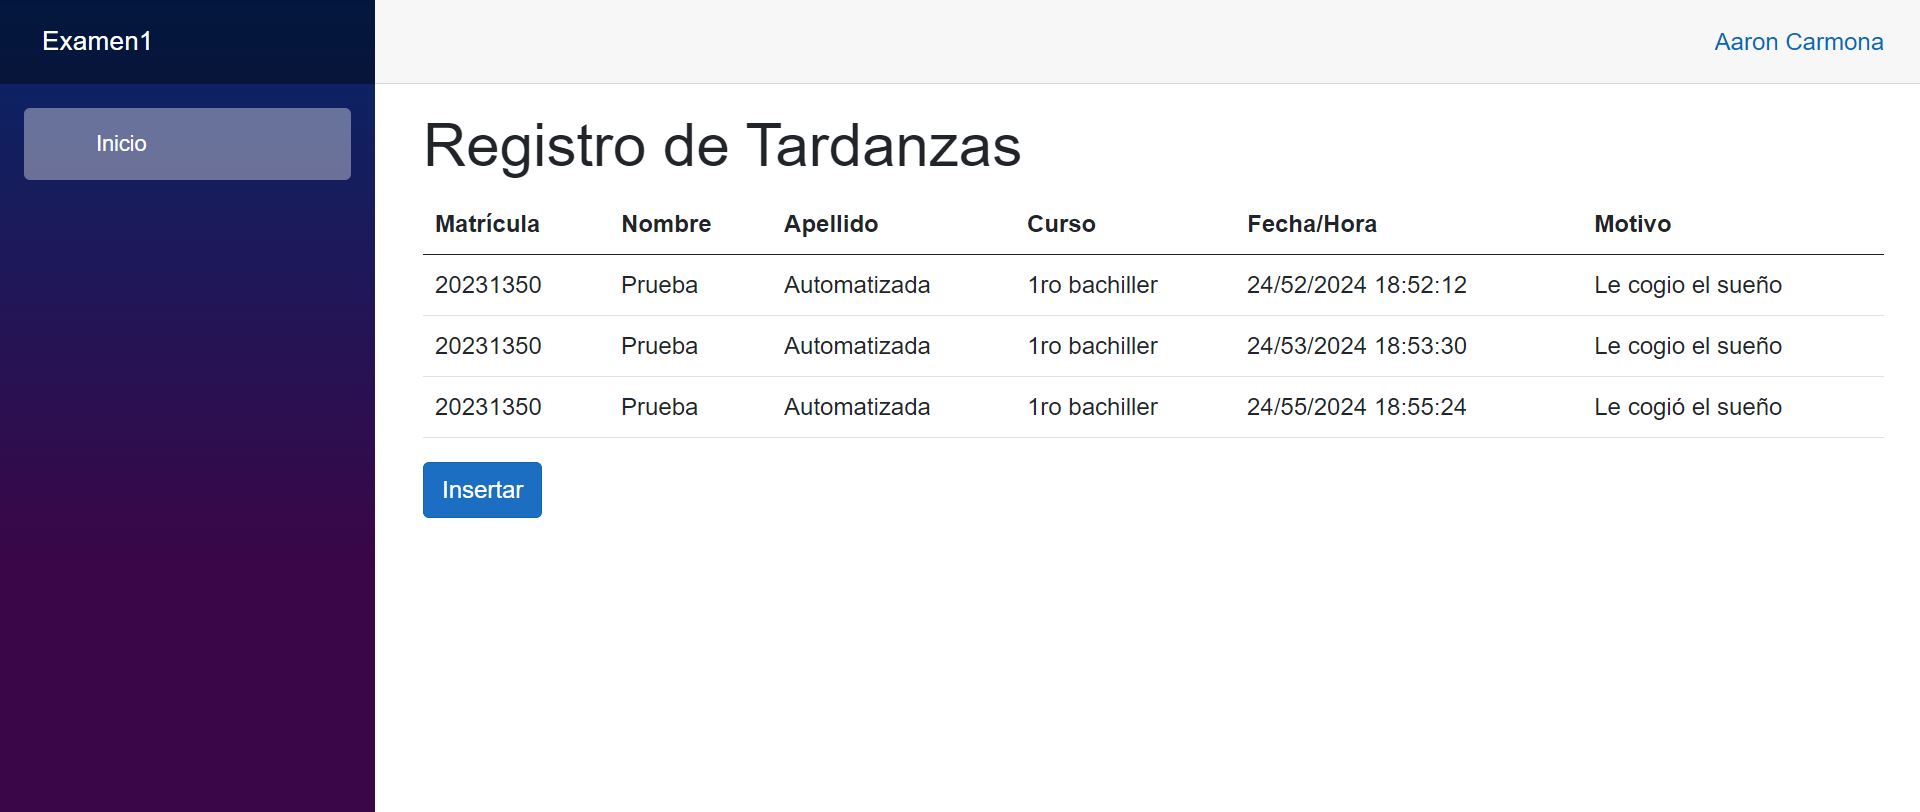 Examen1
Aaron Carmona
Inicio
Registro de Tardanzas
Matrícula Nombre Apellido Curso Fecha/Hora Motivo
20231350 Prueba Automatizada 1ro bachiller 24/52/2024 18:52:12 Le cogio el sueño
20231350 Prueba Automatizada 1ro bachiller 24/53/2024 18:53:30 Le cogio el sueño
20231350 Prueba Automatizada 1ro bachiller 24/55/2024 18:55:24 Le cogió el sueño
Insertar